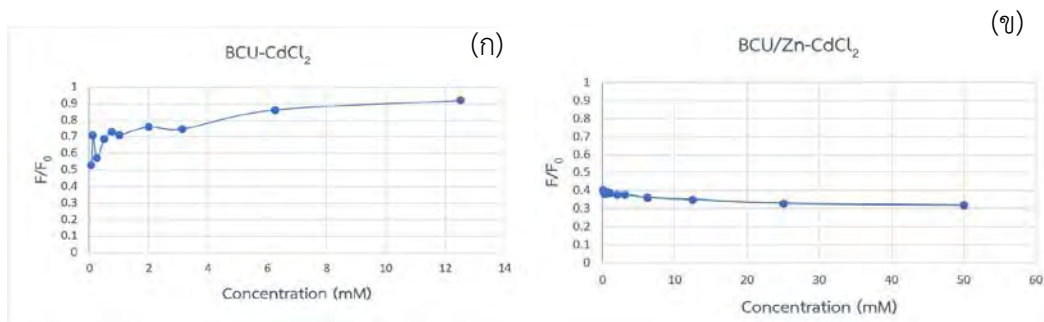 (ก)
BCU-CdCl₂
F/F₀
1
0.9
0.8
0.7
0.6
0.5
0.4
0.3
0.2
0.1
0
0 2 4 6 8 10 12 14
Concentration (mM)
(ข)
BCU/Zn-CdCl₂
F/F₀
1
0.9
0.8
0.7
0.6
0.5
0.4
0.3
0.2
0.1
0
0 10 20 30 40 50 60
Concentration (mM)